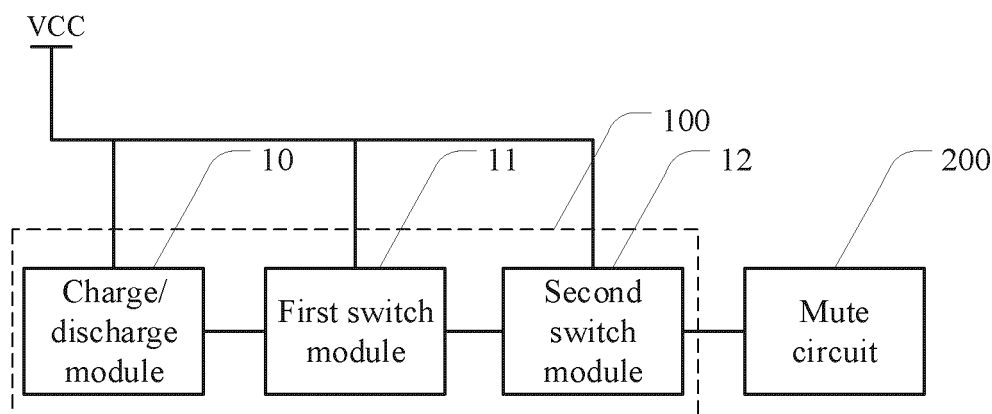 VCC
100
10
11
12
200
Charge/
discharge
module
First switch
module
Second
switch
module
Mute
circuit